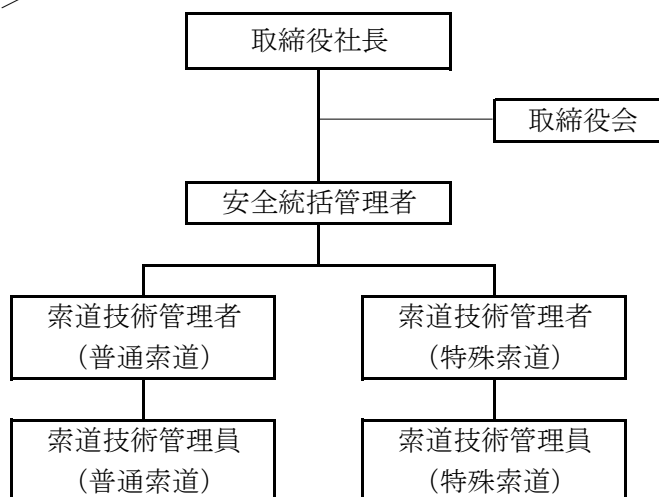 取締役社長
取締役会
安全統括管理者
索道技術管理者
（普通索道）
索道技術管理者
（特殊索道）
索道技術管理員
（普通索道）
索道技術管理員
（特殊索道）